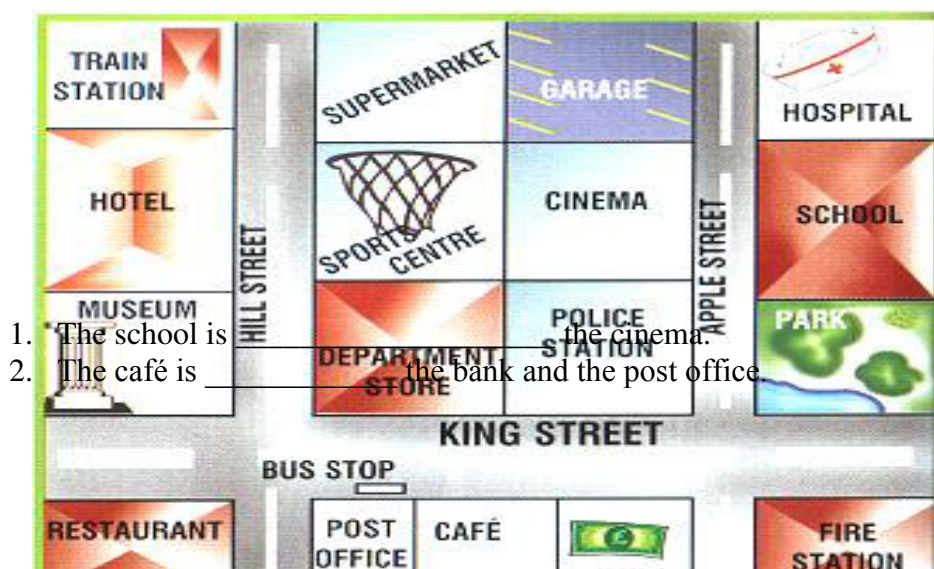 TRAIN
STATION
SUPERMARKET
GARAGE
HOSPITAL
HOTEL
SPORTS
CENTRE
CINEMA
SCHOOL
HILL STREET
APPLE STREET
MUSEUM
POLICE
STATION
PARK
1. The school is ______________________ the cinema.
DEPARTMENT
STORE
2. The café is _____________ the bank and the post office.
KING STREET
BUS STOP
RESTAURANT
POST
OFFICE
CAFÉ
FIRE
STATION